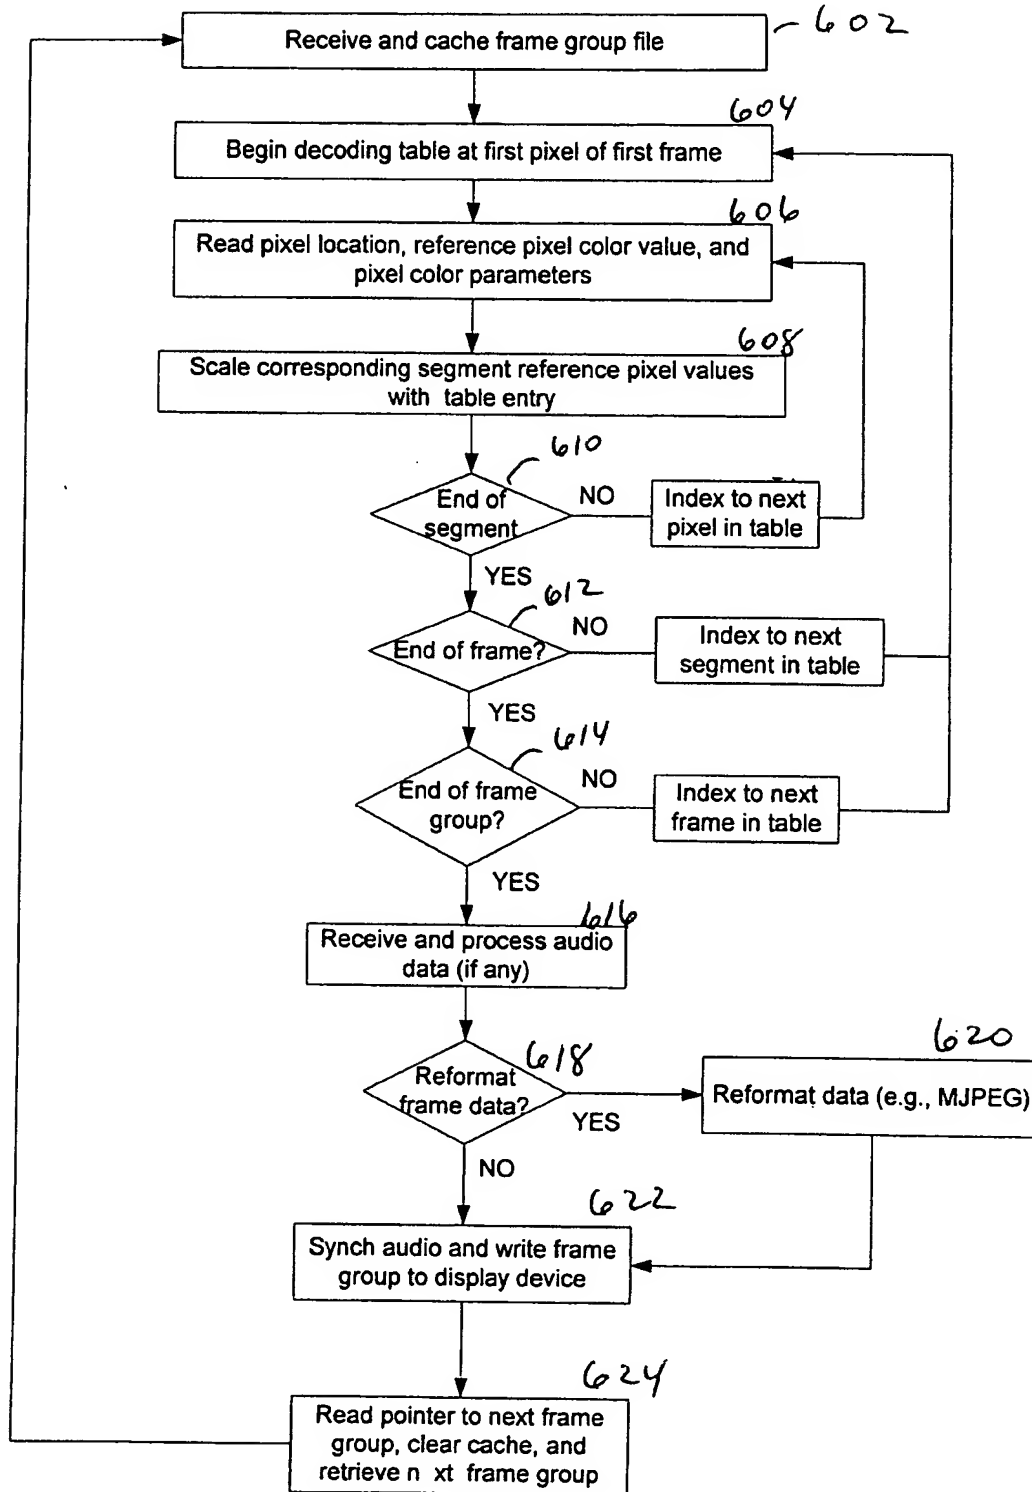 Receive and cache frame group file
602
604
Begin decoding table at first pixel of first frame
606
Read pixel location, reference pixel color value, and
pixel color parameters
608
Scale corresponding segment reference pixel values
with table entry
610
End of
segment
NO
Index to next
pixel in table
YES
612
End of frame?
NO
Index to next
segment in table
YES
614
End of frame
group?
NO
Index to next
frame in table
YES
616
Receive and process audio
data (if any)
618
Reformat
frame data?
YES
620
Reformat data (e.g., MJPEG)
NO
622
Synch audio and write frame
group to display device
624
Read pointer to next frame
group, clear cache, and
retrieve n xt frame group